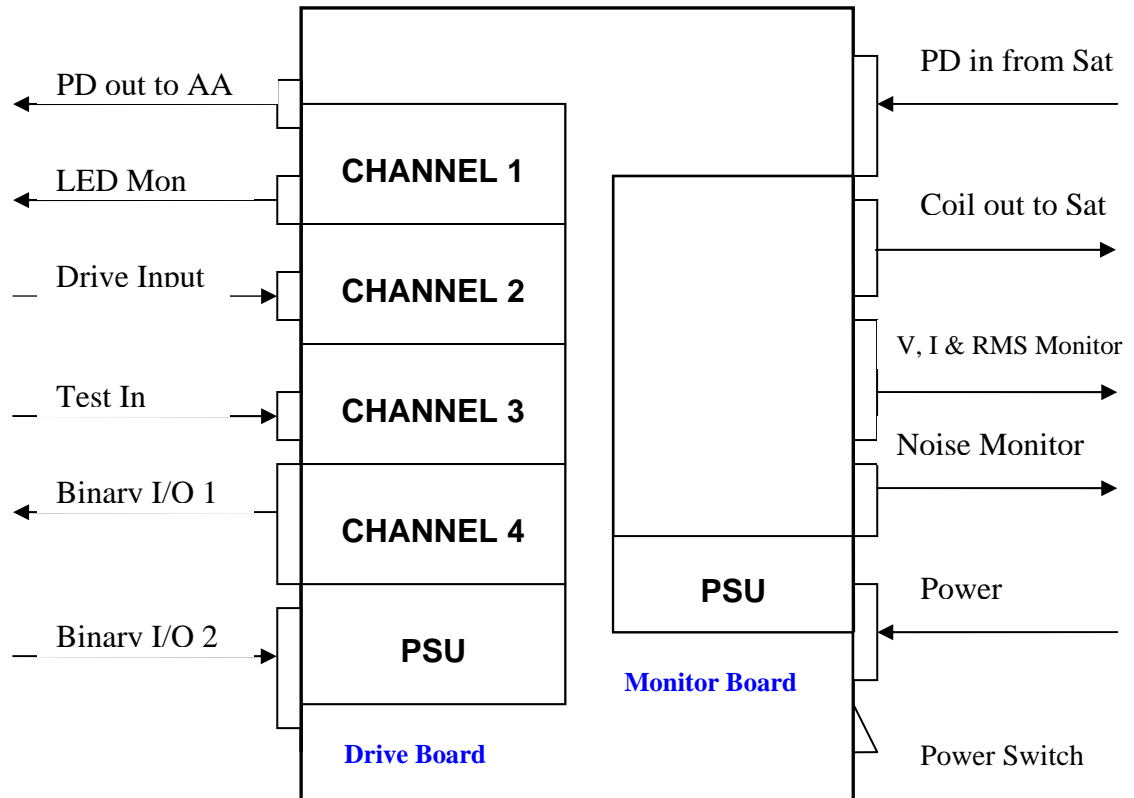 PD out to AA
LED Mon
Drive Input
Test In
Binary I/O 1
Binary I/O 2
CHANNEL 1
CHANNEL 2
CHANNEL 3
CHANNEL 4
PSU
Drive Board
PSU
Monitor Board
PD in from Sat
Coil out to Sat
V, I & RMS Monitor
Noise Monitor
Power
Power Switch